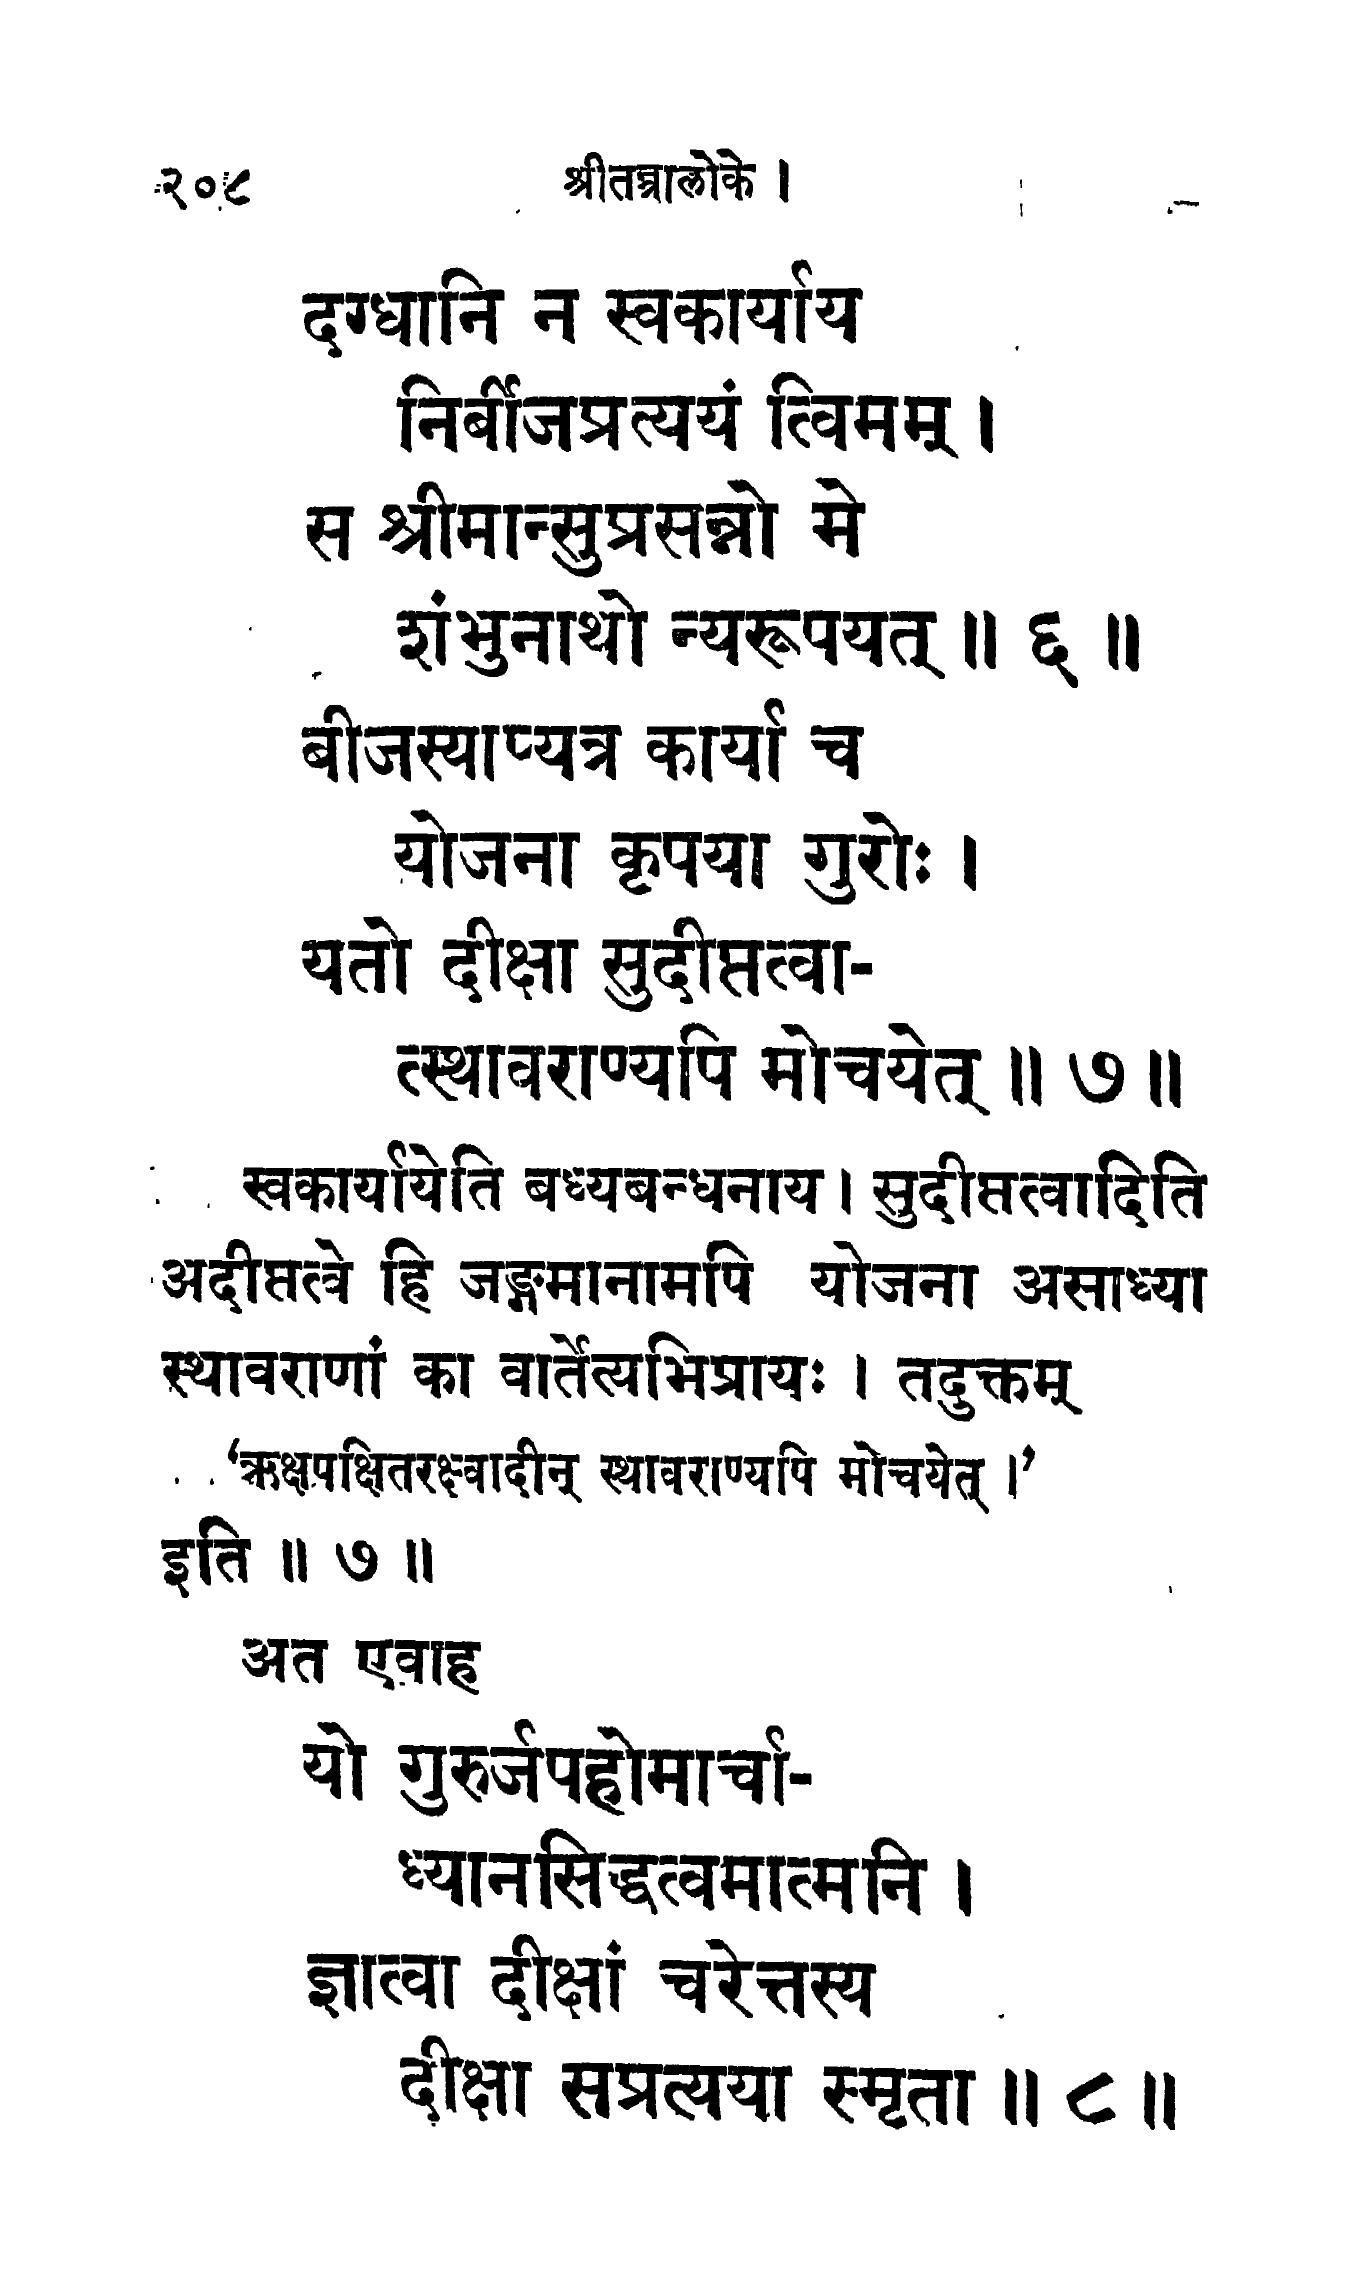 २०८ श्रीतन्त्रालोके ।
दग्धानि न स्वकार्याय
निर्बीजप्रत्ययं त्विमम् ।
स श्रीमान्सुप्रसन्नो मे
शंभुनाथो न्यरूपयत् ॥ ६ ॥
बीजस्याप्यत्र कार्या च
योजना कृपया गुरोः ।
यतो दीक्षा सुदीप्तत्वा-
त्स्थावराण्यपि मोचयेत् ॥ ७ ॥
स्वकार्यायेति बध्यबन्धनाय । सुदीप्तत्वादिति
अदीप्तत्वे हि जङ्गमानामपि योजना असाध्या
स्थावराणां का वार्तेत्यभिप्रायः । तदुक्तम्
‘ऋक्षपक्षितरक्ष्वादीन् स्थावराण्यपि मोचयेत् ।’
इति ॥ ७ ॥
अत एवाह
यो गुरुर्जपहोमार्चा-
ध्यानसिद्धत्वमात्मनि ।
ज्ञात्वा दीक्षां चरेत्तस्य
दीक्षा सप्रत्यया स्मृता ॥ ८ ॥